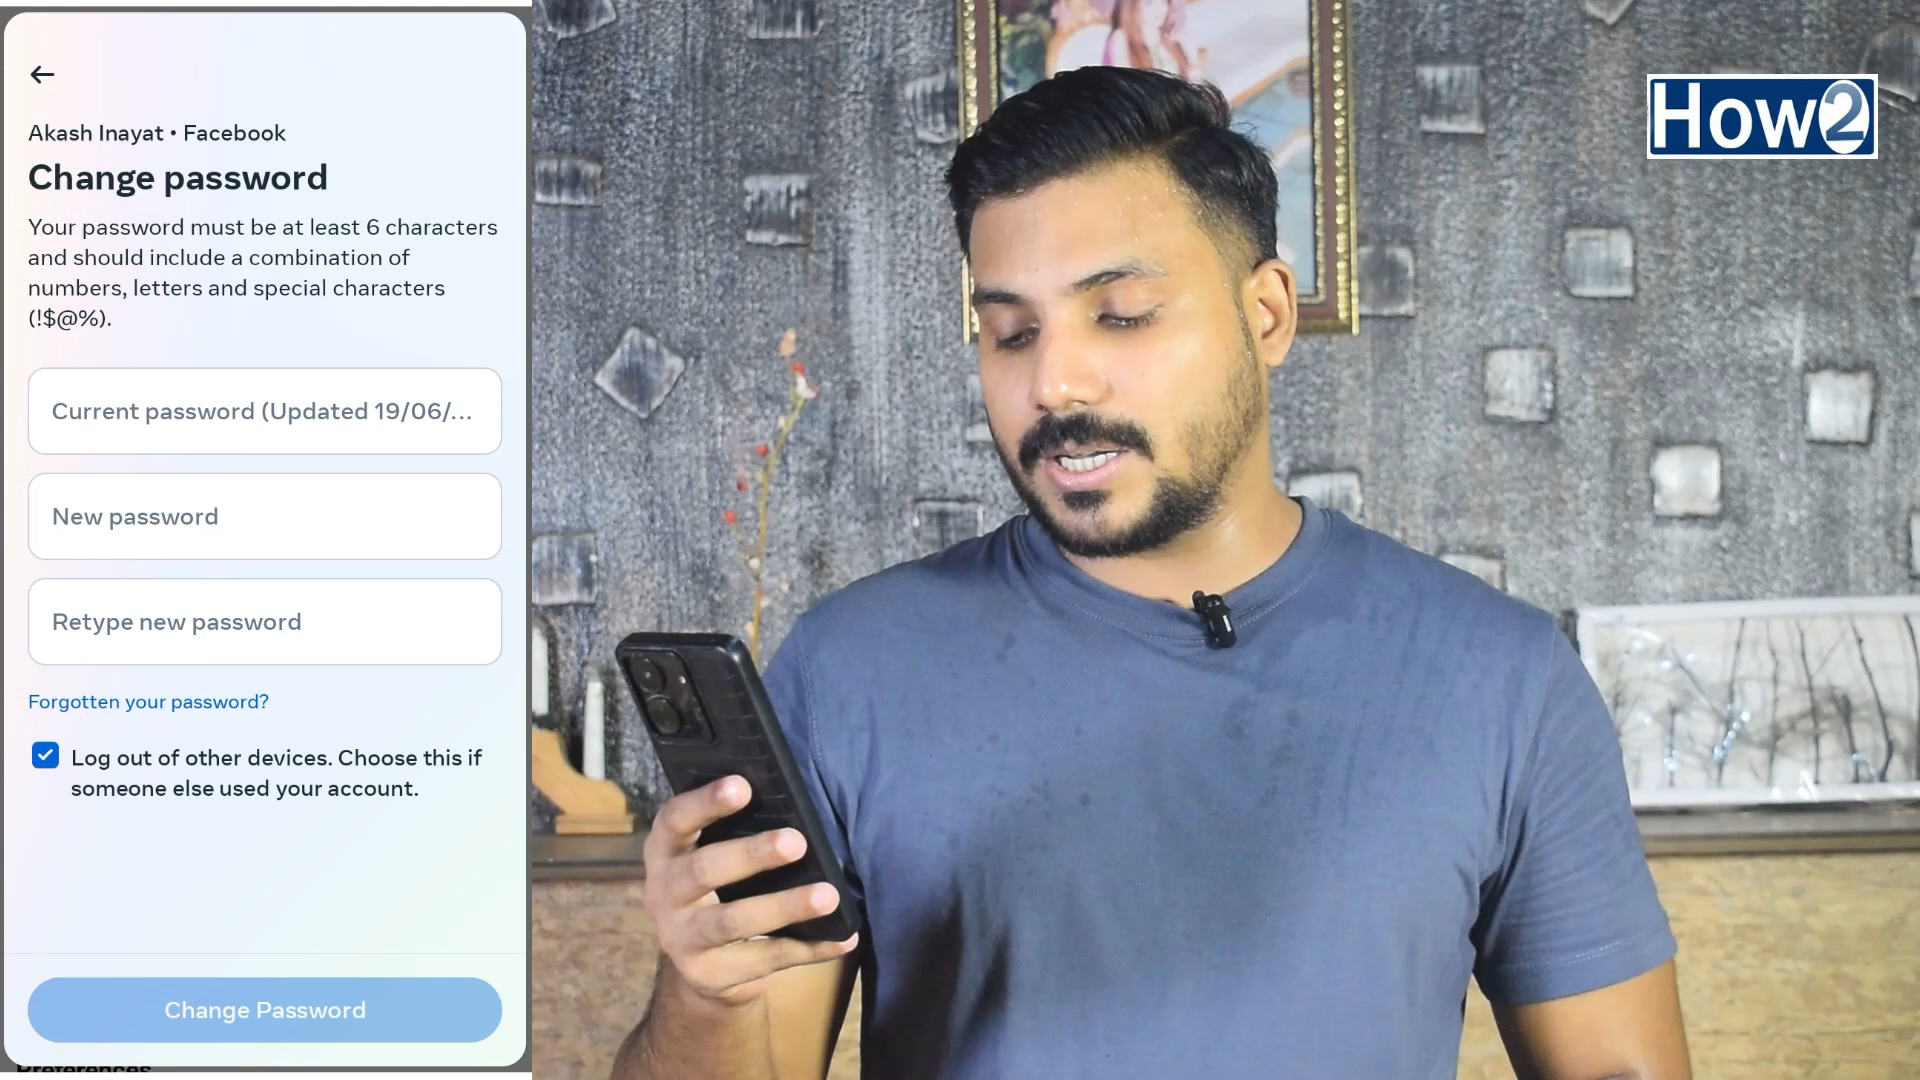 Akash Inayat • Facebook
Change password
Your password must be at least 6 characters
and should include a combination of
numbers, letters and special characters
(!$@%).
Current password (Updated 19/06/...
New password
Retype new password
Forgotten your password?
Log out of other devices. Choose this if
someone else used your account.
Change Password
Preferences
How2